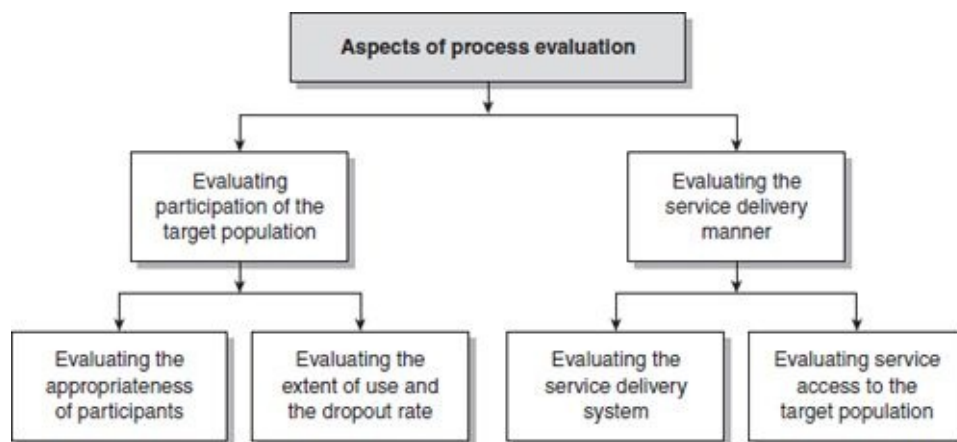 Aspects of process evaluation
Evaluating
participation of the
target population
Evaluating the
service delivery
manner
Evaluating the
appropriateness
of participants
Evaluating the
extent of use and
the dropout rate
Evaluating the
service delivery
system
Evaluating service
access to the
target population